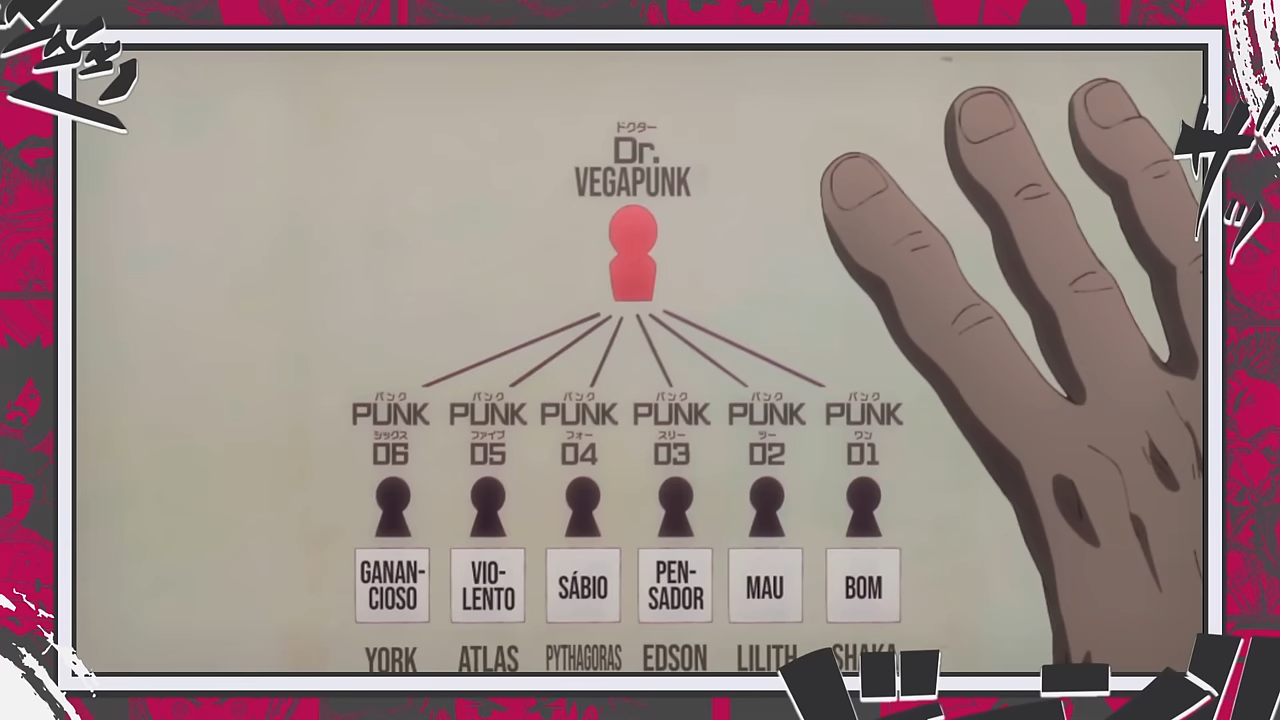 ドクター
Dr.
VEGAPUNK
パンク パンク パンク パンク パンク パンク
PUNK PUNK PUNK PUNK PUNK PUNK
シックス ファイブ フォー スリー ツー ワン
06 05 04 03 02 01
GANAN-
CIOSO
VIO-
LENTO
SÁBIO
PEN-
SADOR
MAU
BOM
YORK ATLAS PYTHAGORAS EDSON LILITH SHAKA